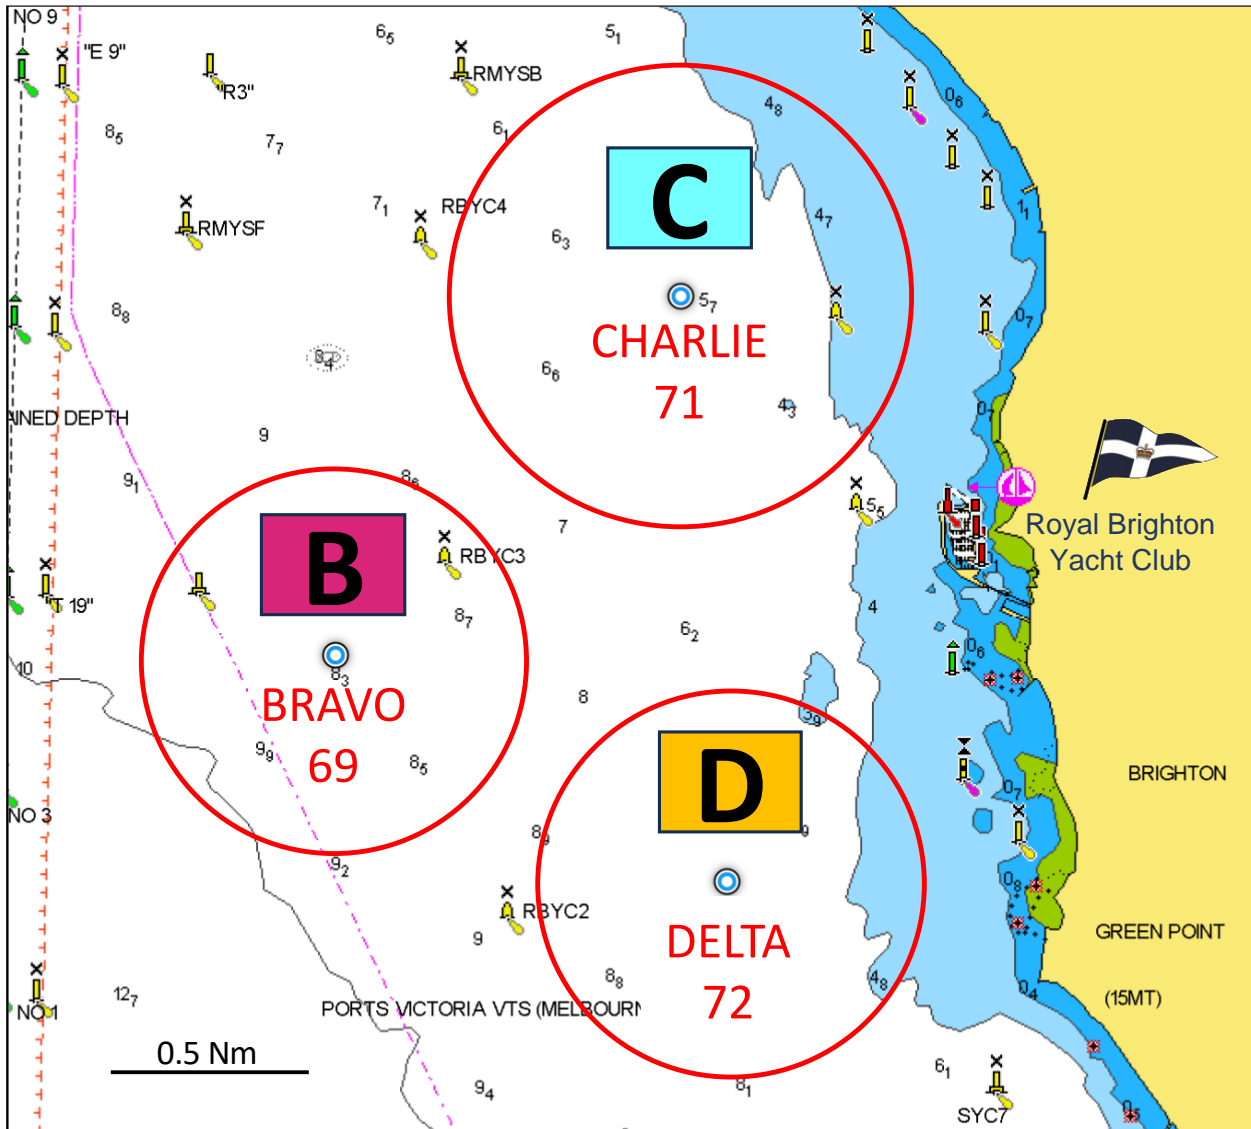 NO 9
"E 9"
6₅
5₁
RMYSB
"R3"
4₈
0₆
8₅
7₇
6₁
C
7₁
RBYC4
4₇
1₁
RMYSF
6₃
5₇
8₈
0₇
CHARLIE
6₆
71
4₃
0₇
AINED DEPTH
9
9₁
8₆
5₅
7
Royal Brighton
Yacht Club
B
RBYC3
"T 19"
8₇
4
6₂
0₆
10
8₃
BRAVO
8
3₉
9₉
69
8₅
D
BRIGHTON
0₇
NO 3
8₉
9
9₂
0₈
RBYC2
9
DELTA
GREEN POINT
8₈
4₈
0₄
12₇
72
(15MT)
NO 1
PORTS VICTORIA VTS (MELBOURN
0.5 Nm
6₁
9₄
8₁
SYC7